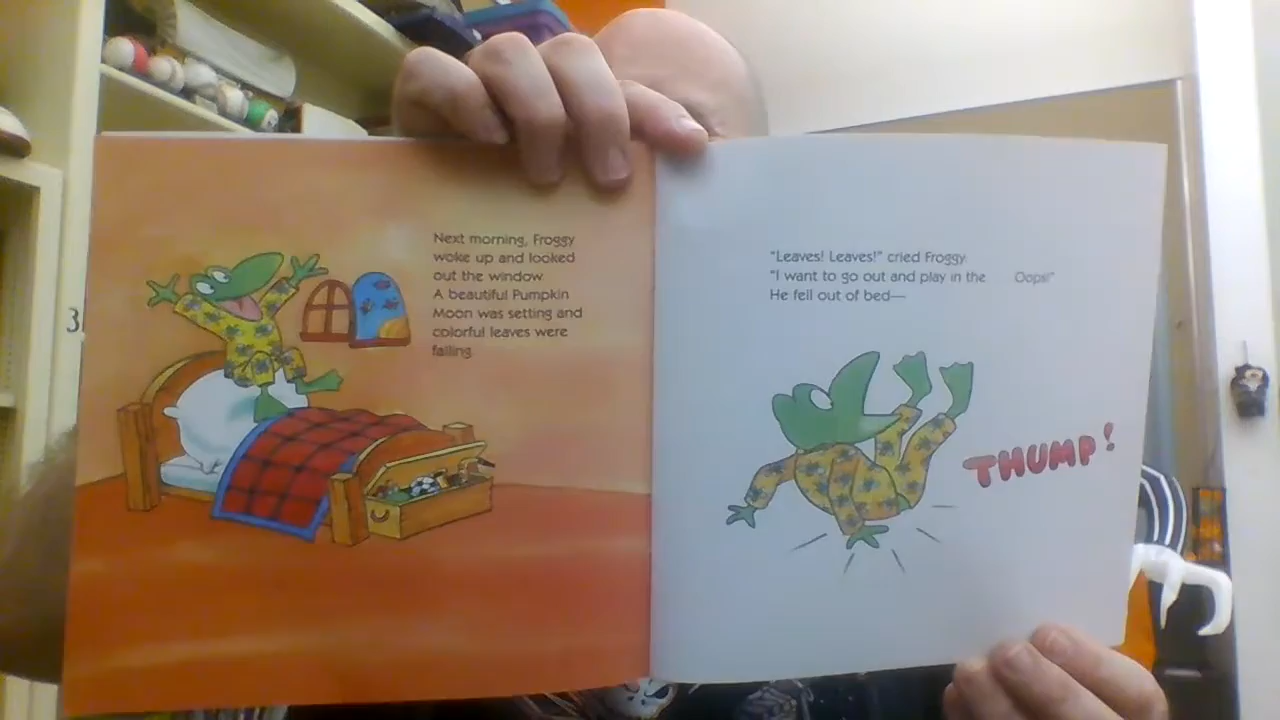 Next morning, Froggy
woke up and looked
out the window.
A beautiful Pumpkin
Moon was setting and
colorful leaves were
falling.
"Leaves! Leaves!" cried Froggy.
"I want to go out and play in the Oops!"
He fell out of bed—
THUMP!